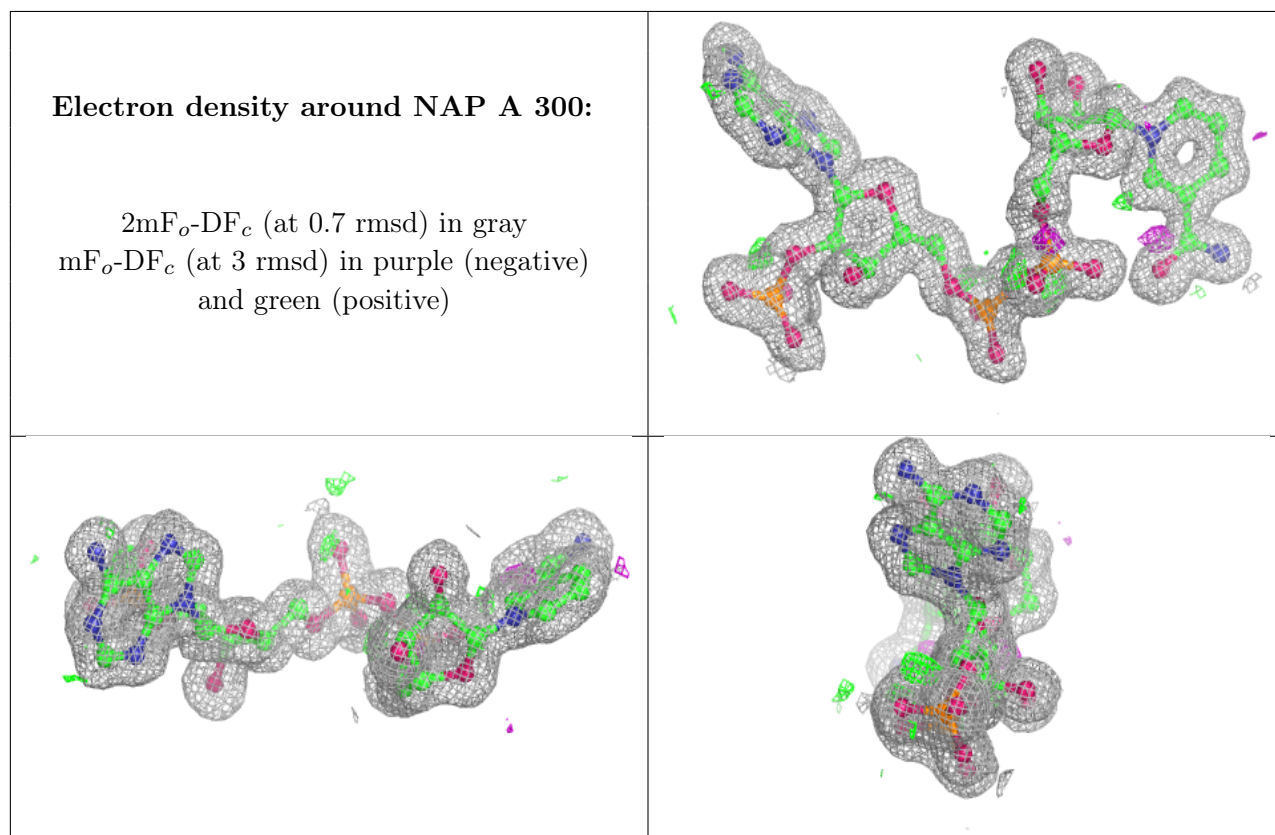 Electron density around NAP A 300:
2mFo-DFc (at 0.7 rmsd) in gray
mFo-DFc (at 3 rmsd) in purple (negative)
and green (positive)